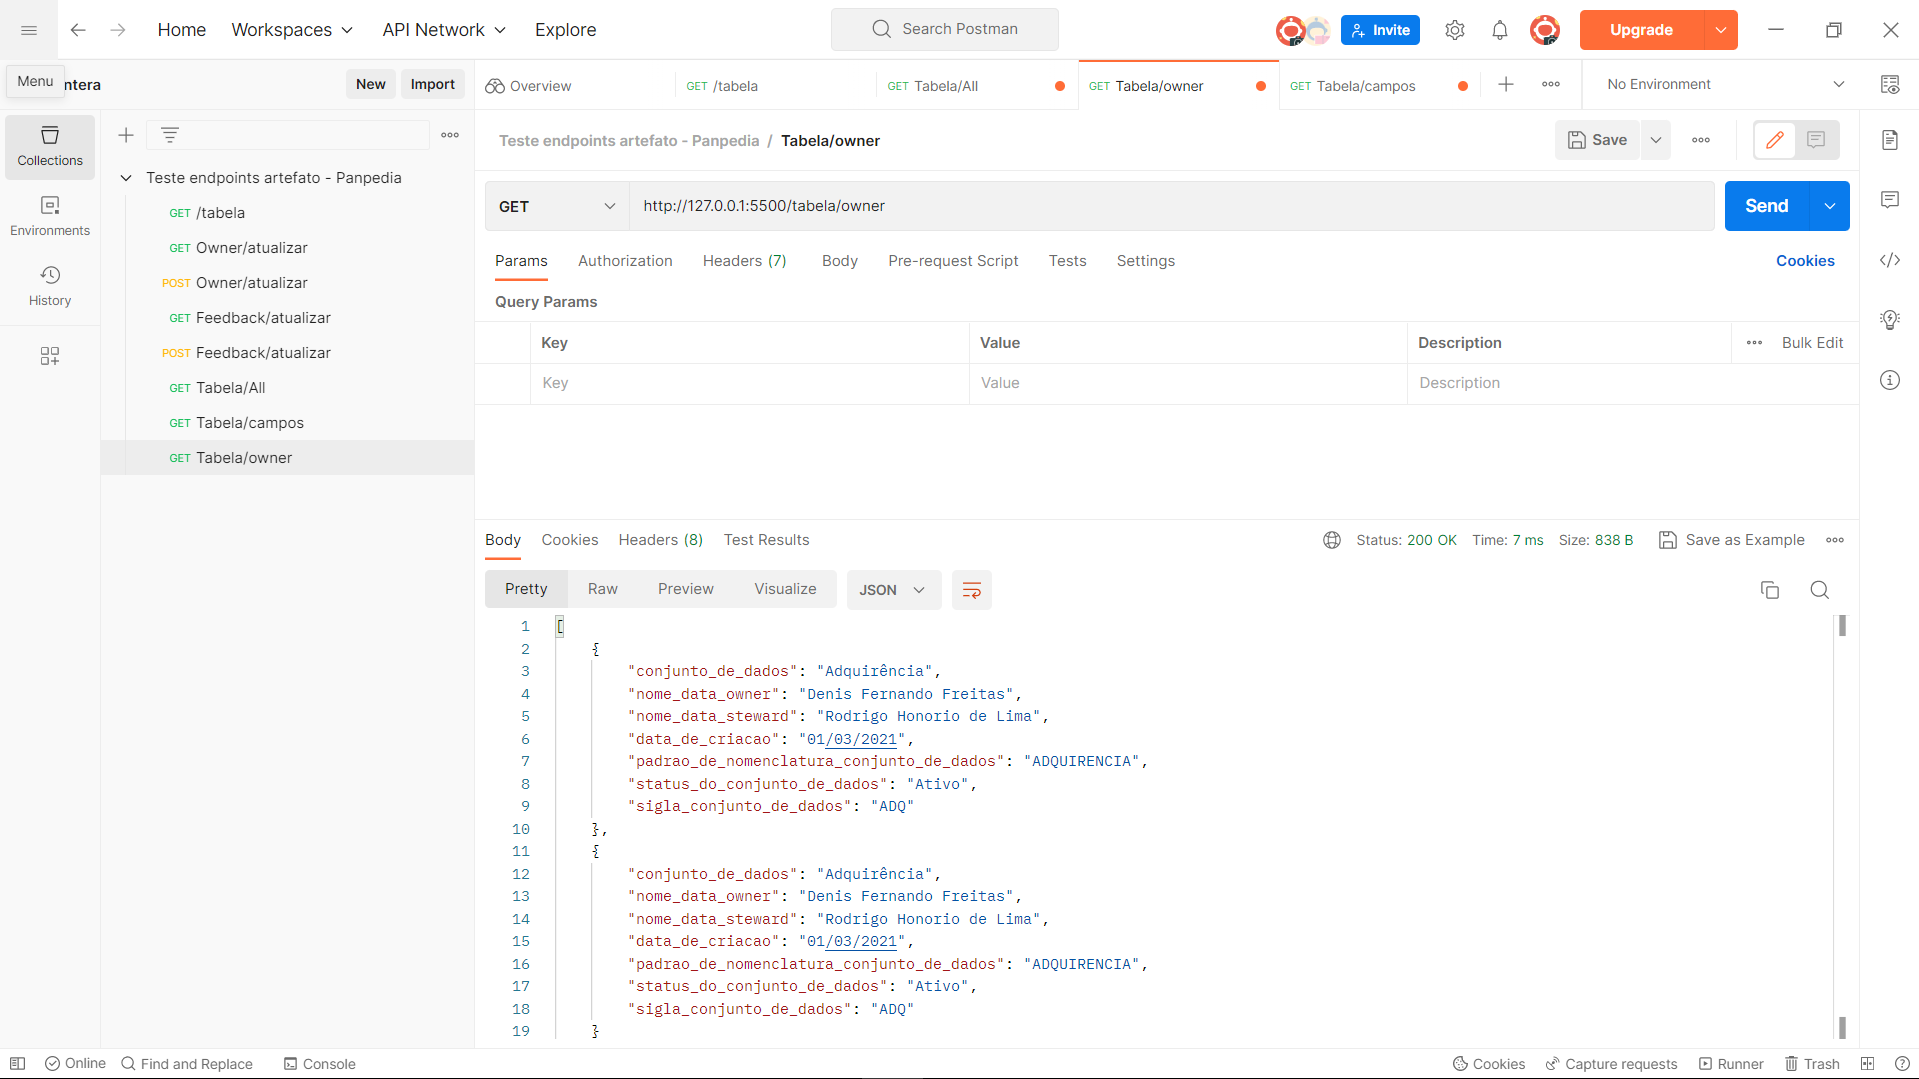 Home
Workspaces
API Network
Explore
Search Postman
Invite
Upgrade
Menu
ntera
New
Import
Overview
GET /tabela
GET Tabela/All
GET Tabela/owner
GET Tabela/campos
No Environment
Collections
Environments
History
Teste endpoints artefato - Panpedia
GET /tabela
GET Owner/atualizar
POST Owner/atualizar
GET Feedback/atualizar
POST Feedback/atualizar
GET Tabela/All
GET Tabela/campos
GET Tabela/owner
Teste endpoints artefato - Panpedia / Tabela/owner
Save
GET
http://127.0.0.1:5500/tabela/owner
Send
Params
Authorization
Headers (7)
Body
Pre-request Script
Tests
Settings
Cookies
Query Params
Key
Value
Description
Bulk Edit
Key
Value
Description
Body
Cookies
Headers (8)
Test Results
Status: 200 OK
Time: 7 ms
Size: 838 B
Save as Example
Pretty
Raw
Preview
Visualize
JSON
1 [
2 {
3 "conjunto_de_dados": "Adquirência",
4 "nome_data_owner": "Denis Fernando Freitas",
5 "nome_data_steward": "Rodrigo Honorio de Lima",
6 "data_de_criacao": "01/03/2021",
7 "padrao_de_nomenclatura_conjunto_de_dados": "ADQUIRENCIA",
8 "status_do_conjunto_de_dados": "Ativo",
9 "sigla_conjunto_de_dados": "ADQ"
10 },
11 {
12 "conjunto_de_dados": "Adquirência",
13 "nome_data_owner": "Denis Fernando Freitas",
14 "nome_data_steward": "Rodrigo Honorio de Lima",
15 "data_de_criacao": "01/03/2021",
16 "padrao_de_nomenclatura_conjunto_de_dados": "ADQUIRENCIA",
17 "status_do_conjunto_de_dados": "Ativo",
18 "sigla_conjunto_de_dados": "ADQ"
19 }
Online
Find and Replace
Console
Cookies
Capture requests
Runner
Trash